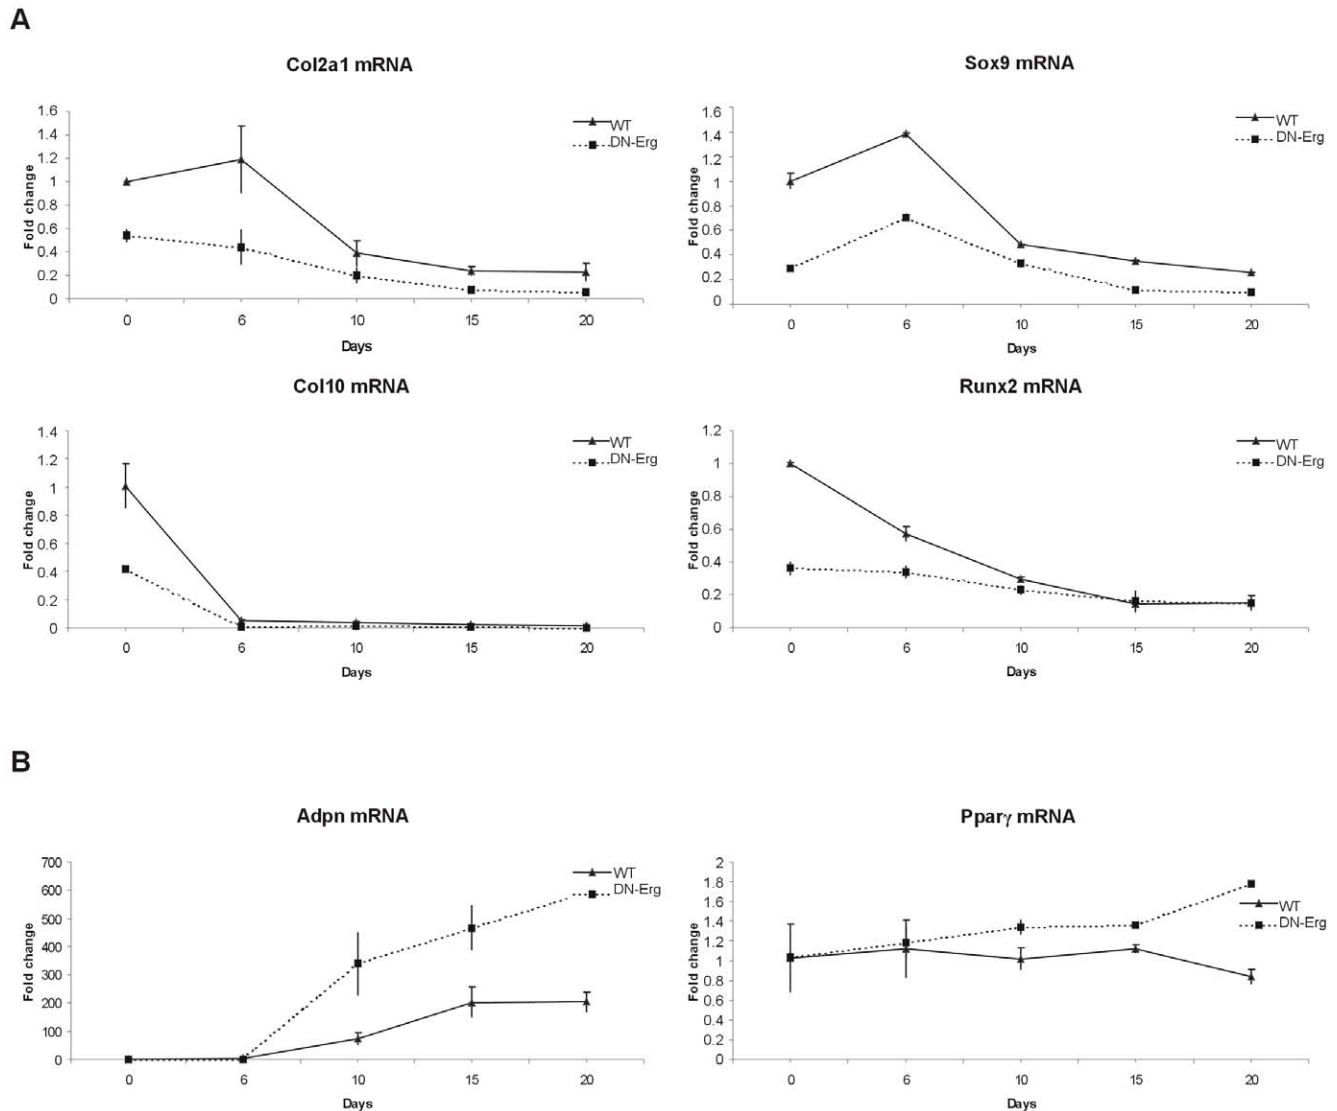 A
Col2a1 mRNA
Fold change
1.6
1.4
1.2
1
0.8
0.6
0.4
0.2
0
WT
DN-Erg
0 6 10 15 20
Days
Sox9 mRNA
Fold change
1.6
1.4
1.2
1
0.8
0.6
0.4
0.2
0
WT
DN-Erg
0 6 10 15 20
Days
Col10 mRNA
Fold change
1.4
1.2
1
0.8
0.6
0.4
0.2
0
WT
DN-Erg
0 6 10 15 20
Days
Runx2 mRNA
Fold change
1.2
1
0.8
0.6
0.4
0.2
0
WT
DN-Erg
0 6 10 15 20
Days
B
Adpn mRNA
Fold change
700
600
500
400
300
200
100
0
WT
DN-Erg
0 6 10 15 20
Days
Pparγ mRNA
Fold change
2
1.8
1.6
1.4
1.2
1
0.8
0.6
0.4
0.2
0
WT
DN-Erg
0 6 10 15 20
Days